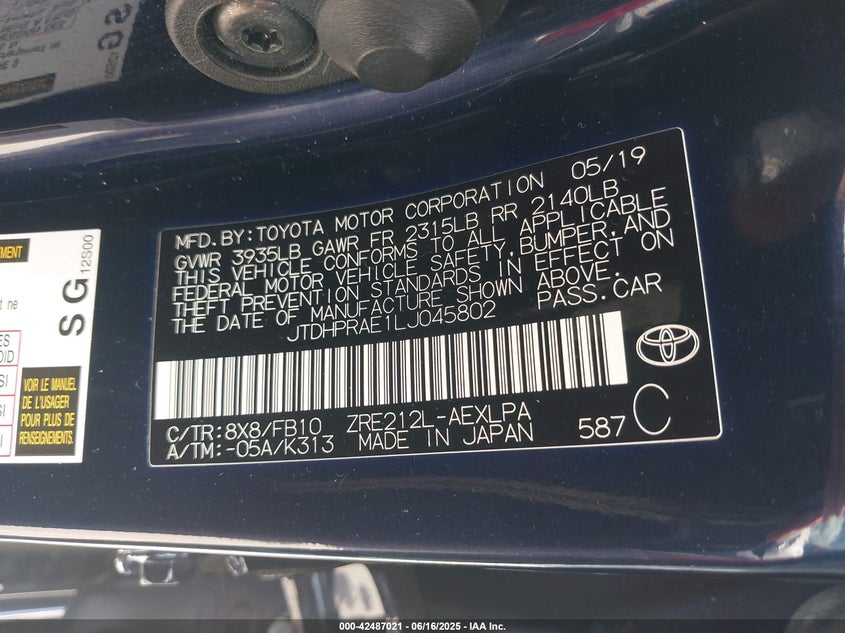 MFD. BY: TOYOTA MOTOR CORPORATION 05/19
GVWR 3935LB GAWR FR 2315LB RR 2140LB
THIS VEHICLE CONFORMS TO ALL APPLICABLE
FEDERAL MOTOR VEHICLE SAFETY, BUMPER, AND
THEFT PREVENTION STANDARDS IN EFFECT ON
THE DATE OF MANUFACTURE SHOWN ABOVE.
JTDHPRAE1LJ045802 PASS. CAR
C/TR: 8X8/FB10 ZRE212L-AEXLPA
A/TM: -05A/K313 MADE IN JAPAN 587 C
SG 12S00
VOIR LE MANUEL
DE L'USAGER
POUR PLUS DE
RENSEIGNEMENTS.
000-42487021 - 06/16/2025 - IAA Inc.